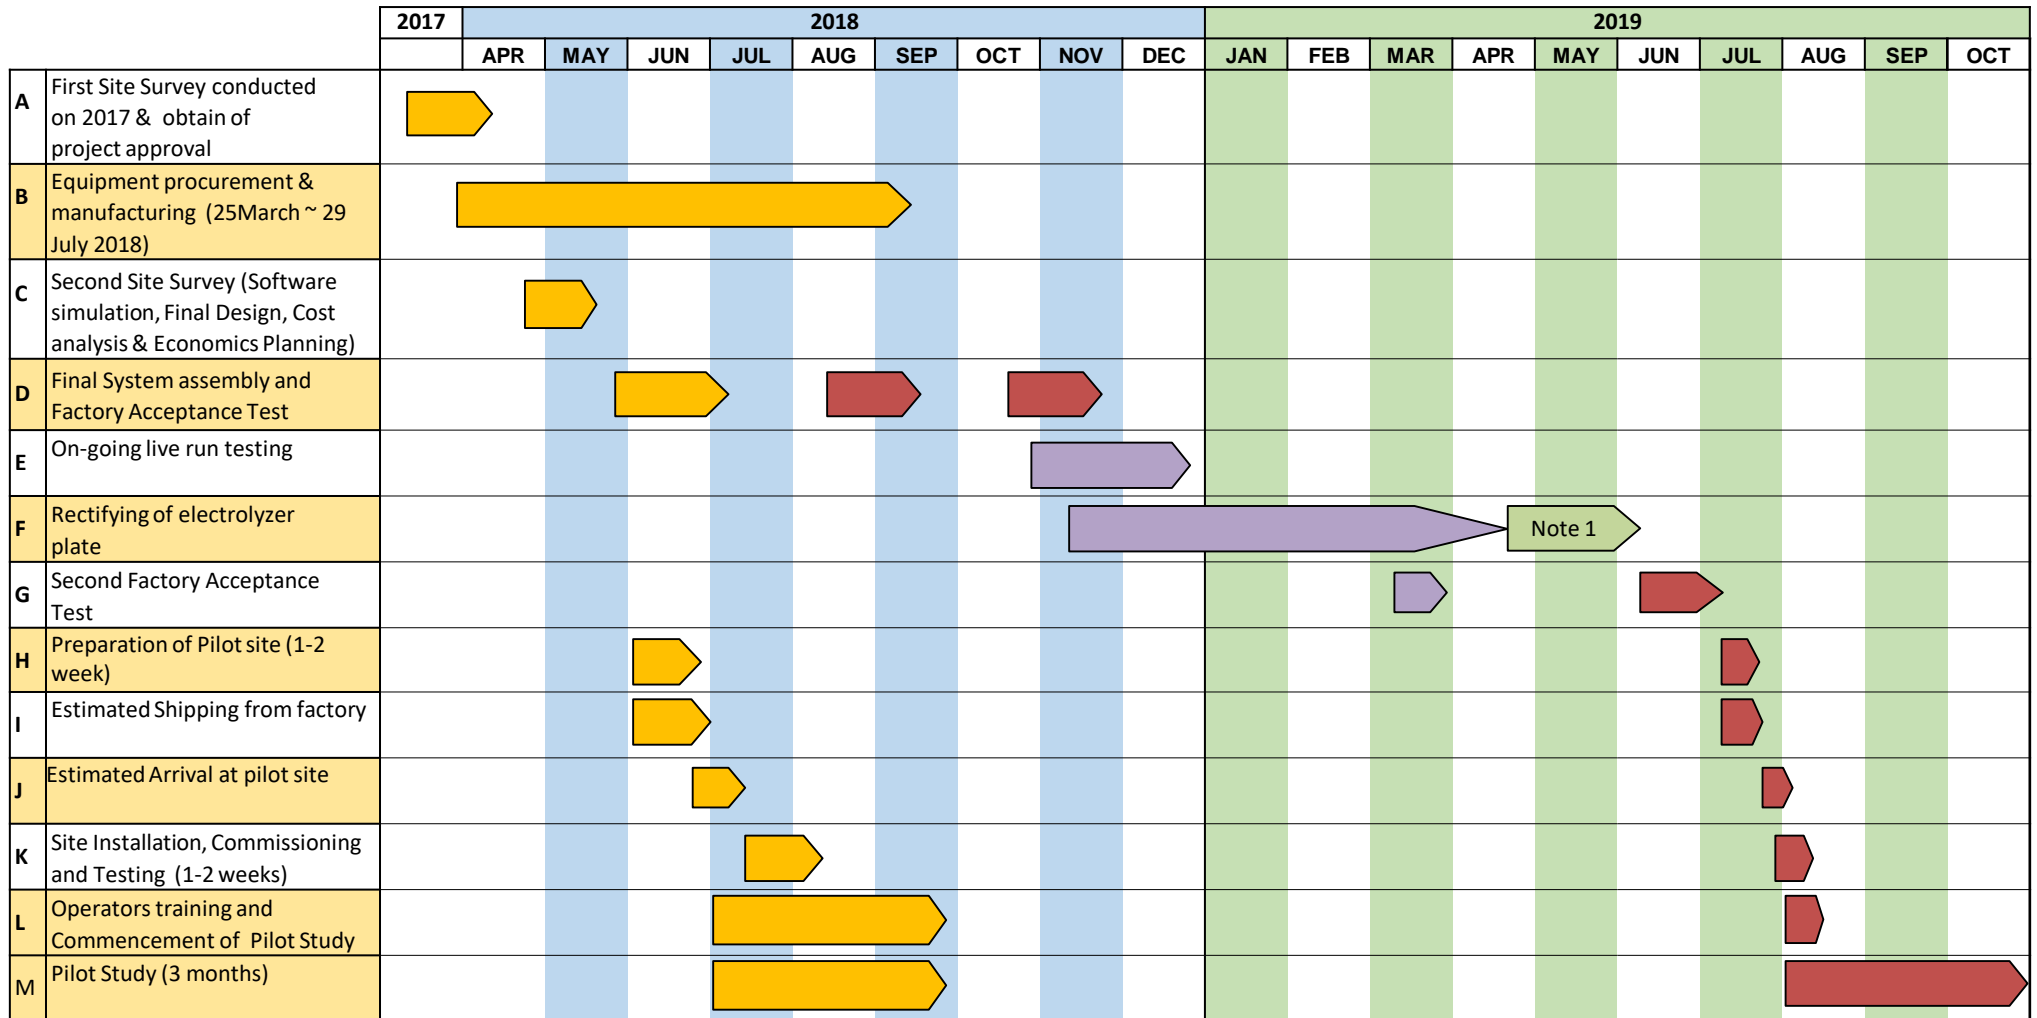 2017 2018 2019
APR MAY JUN JUL AUG SEP OCT NOV DEC JAN FEB MAR APR MAY JUN JUL AUG SEP OCT
A
First Site Survey conducted
on 2017 & obtain of
project approval
B
Equipment procurement &
manufacturing (25March ~ 29
July 2018)
C
Second Site Survey (Software
simulation, Final Design, Cost
analysis & Economics Planning)
D
Final System assembly and
Factory Acceptance Test
E
On-going live run testing
F
Rectifying of electrolyzer
plate
Note 1
G
Second Factory Acceptance
Test
H
Preparation of Pilot site (1-2
week)
I
Estimated Shipping from factory
J
Estimated Arrival at pilot site
K
Site Installation, Commissioning
and Testing (1-2 weeks)
L
Operators training and
Commencement of Pilot Study
M
Pilot Study (3 months)